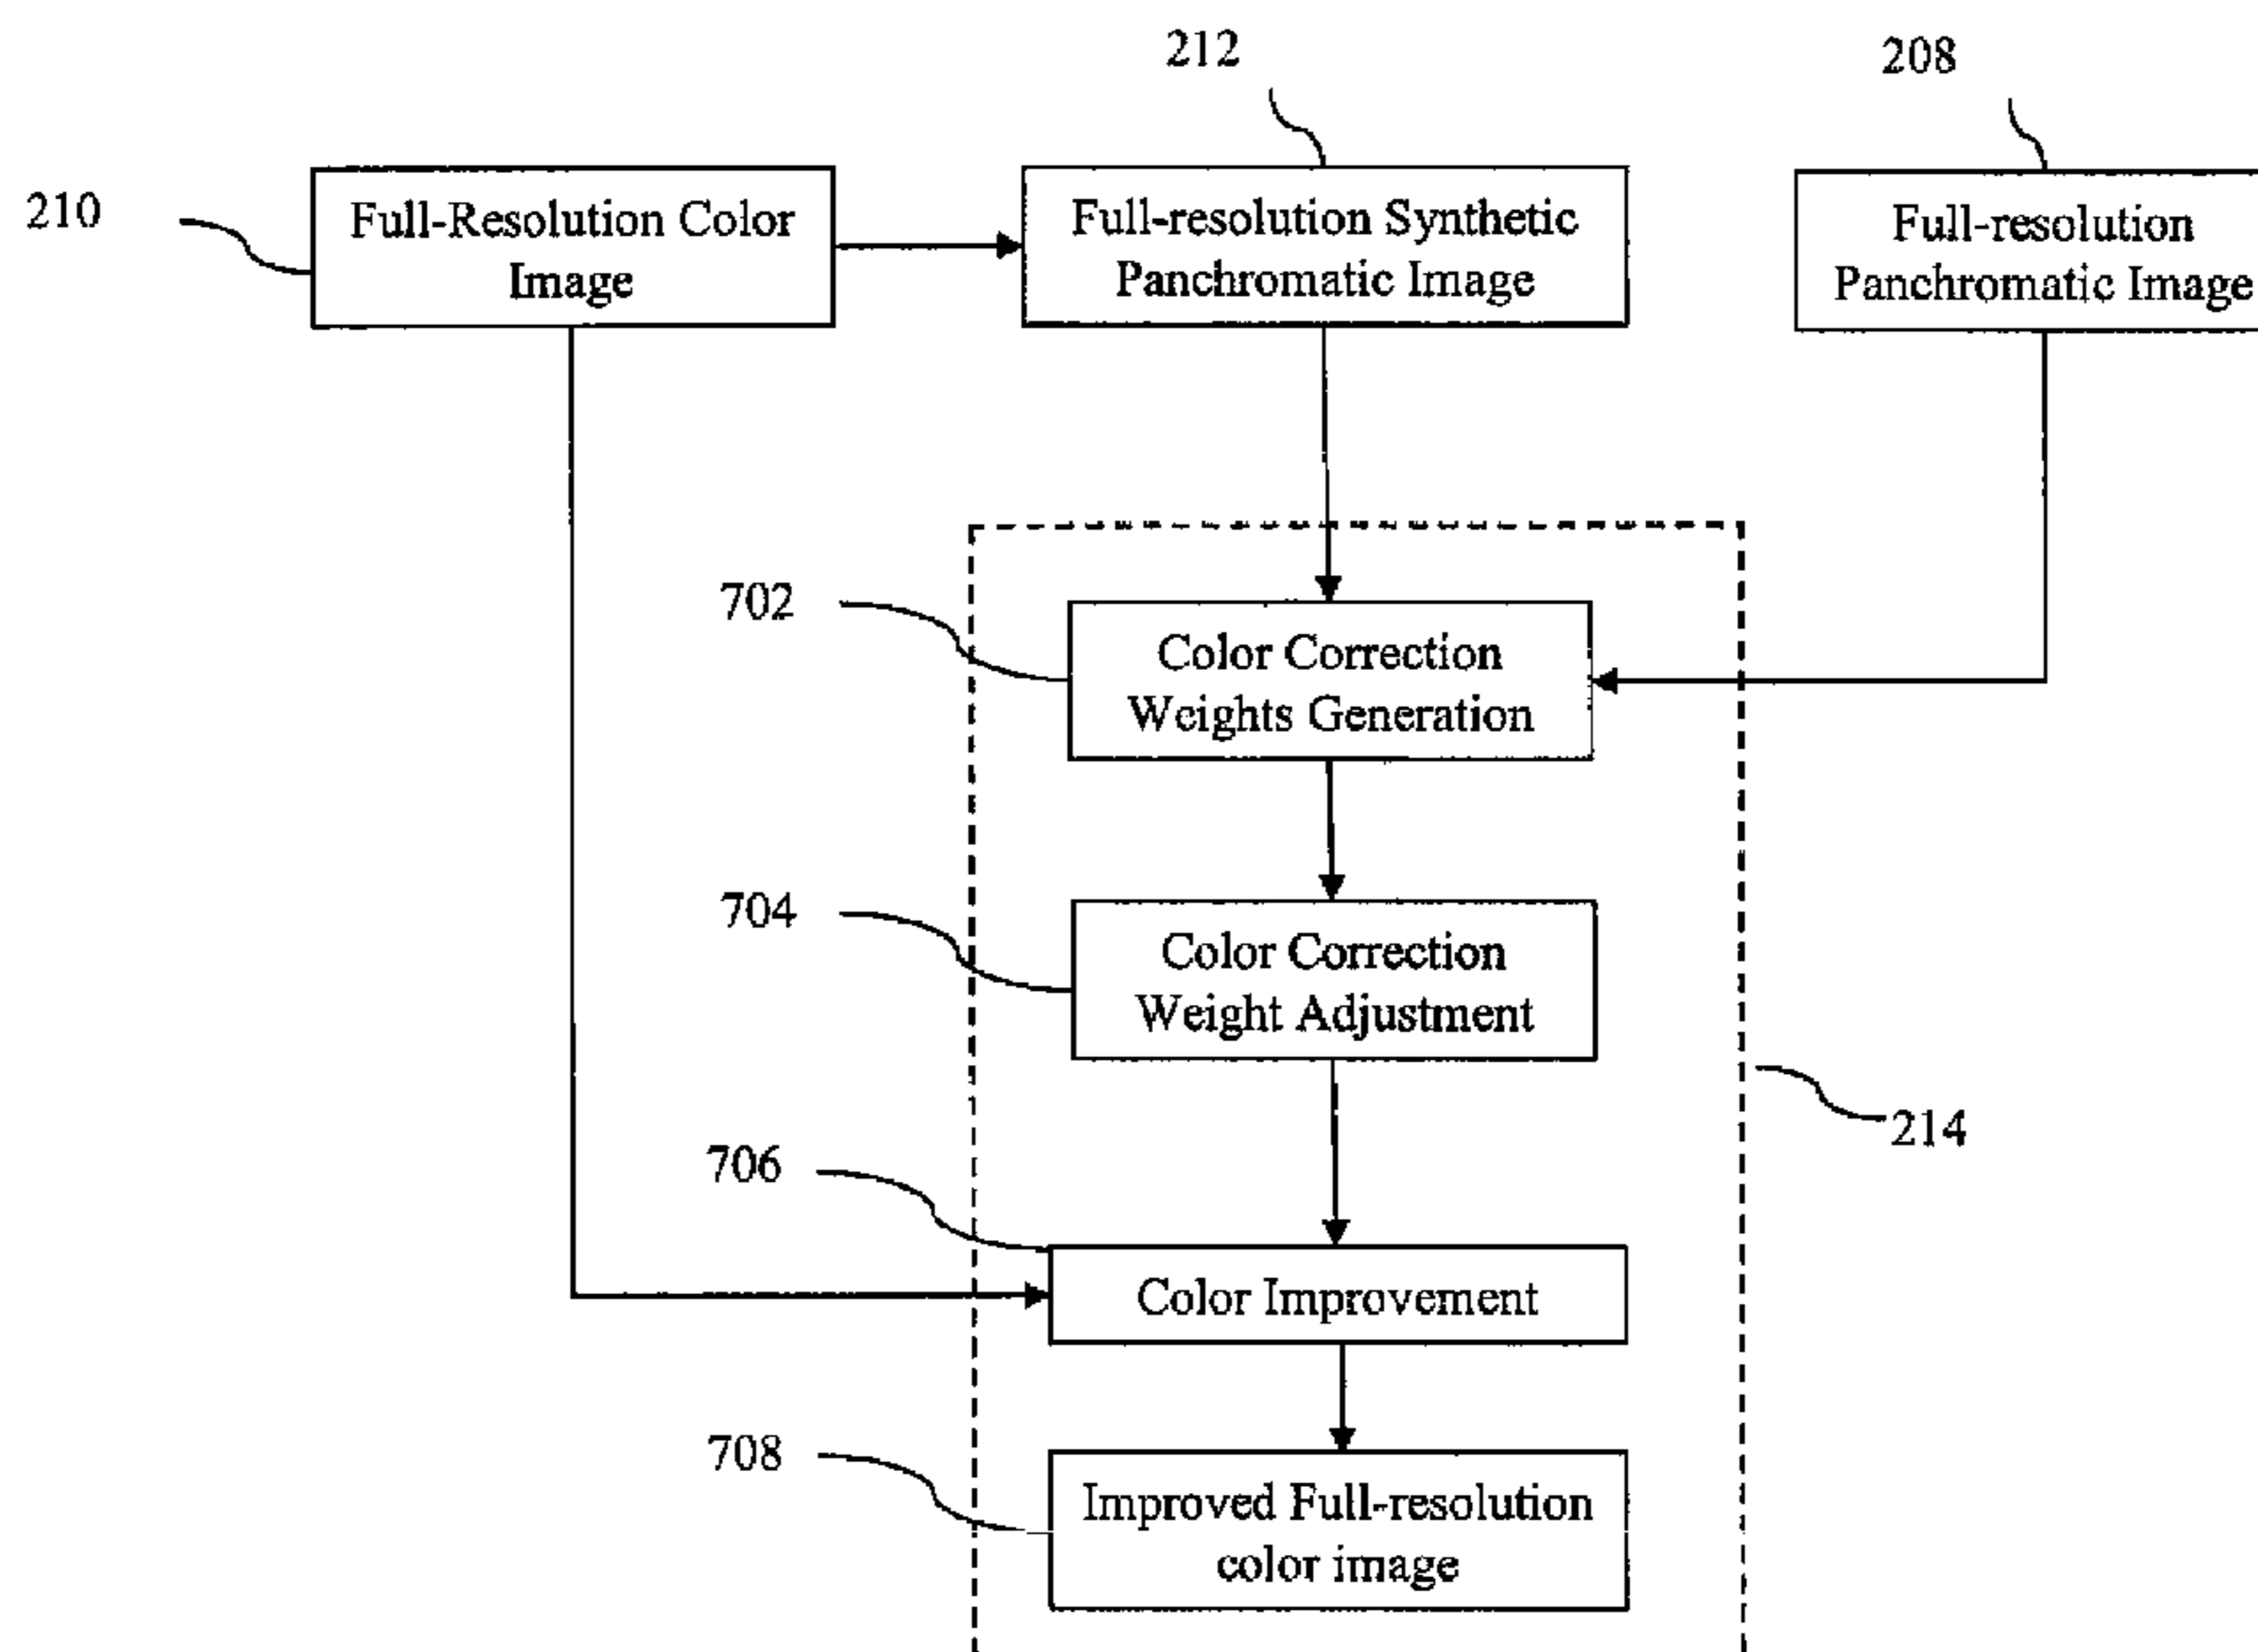 212
208
210
Full-Resolution Color
Image
Full-resolution Synthetic
Panchromatic Image
Full-resolution
Panchromatic Image
702
Color Correction
Weights Generation
704
Color Correction
Weight Adjustment
214
706
Color Improvement
708
Improved Full-resolution
color image